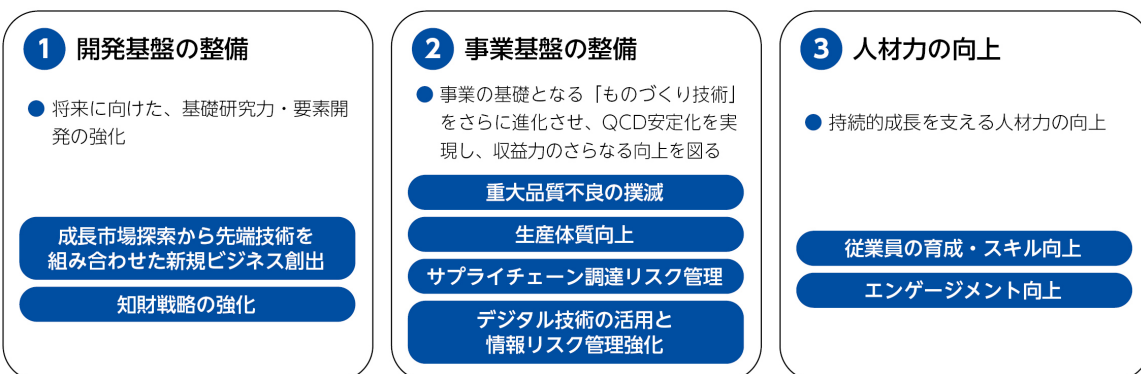 1 開発基盤の整備
● 将来に向けた、基礎研究力・要素開
発の強化
成長市場探索から先端技術を
組み合わせた新規ビジネス創出
知財戦略の強化
2 事業基盤の整備
● 事業の基礎となる「ものづくり技術」
をさらに進化させ、QCD安定化を実
現し、収益力のさらなる向上を図る
重大品質不良の撲滅
生産体質向上
サプライチェーン調達リスク管理
デジタル技術の活用と
情報リスク管理強化
3 人材力の向上
● 持続的成長を支える人材力の向上
従業員の育成・スキル向上
エンゲージメント向上